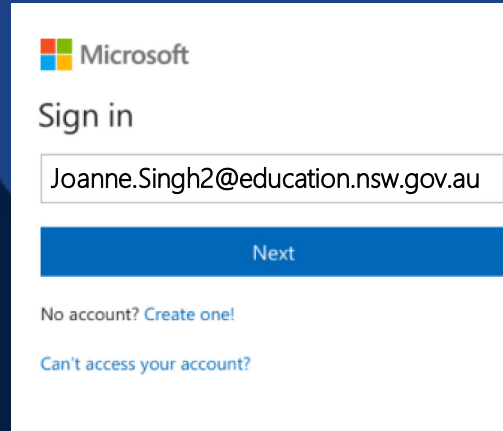 Microsoft
Sign in
Joanne.Singh2@education.nsw.gov.au
Next
No account? Create one!
Can't access your account?